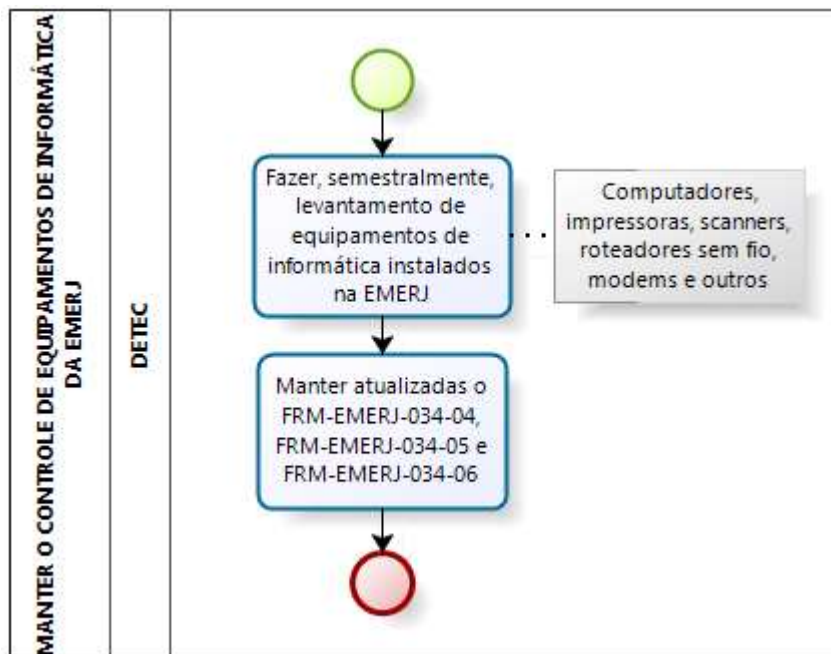 MANTER O CONTROLE DE EQUIPAMENTOS DE INFORMÁTICA
DA EMERJ
DETEC
Fazer, semestralmente,
levantamento de
equipamentos de
informática instalados
na EMERJ
Computadores,
impressoras, scanners,
roteadores sem fio,
modems e outros
Manter atualizadas o
FRM-EMERJ-034-04,
FRM-EMERJ-034-05 e
FRM-EMERJ-034-06